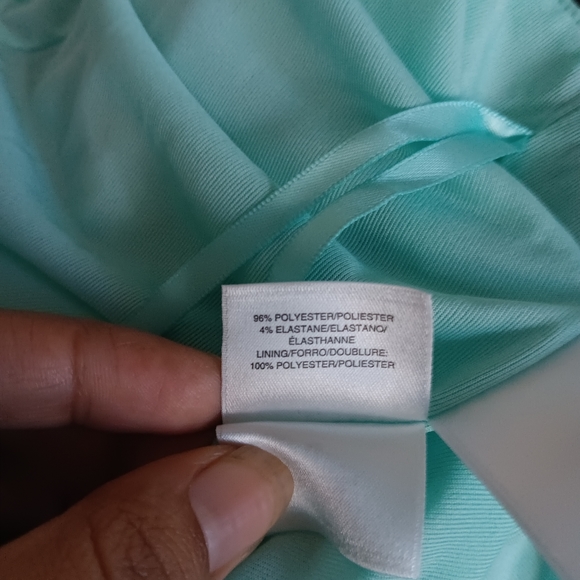 96% POLYESTER/POLIESTER
4% ELASTANE/ELASTANO/
ÉLASTHANNE
LINING/FORRO/DOUBLURE:
100% POLYESTER/POLIESTER